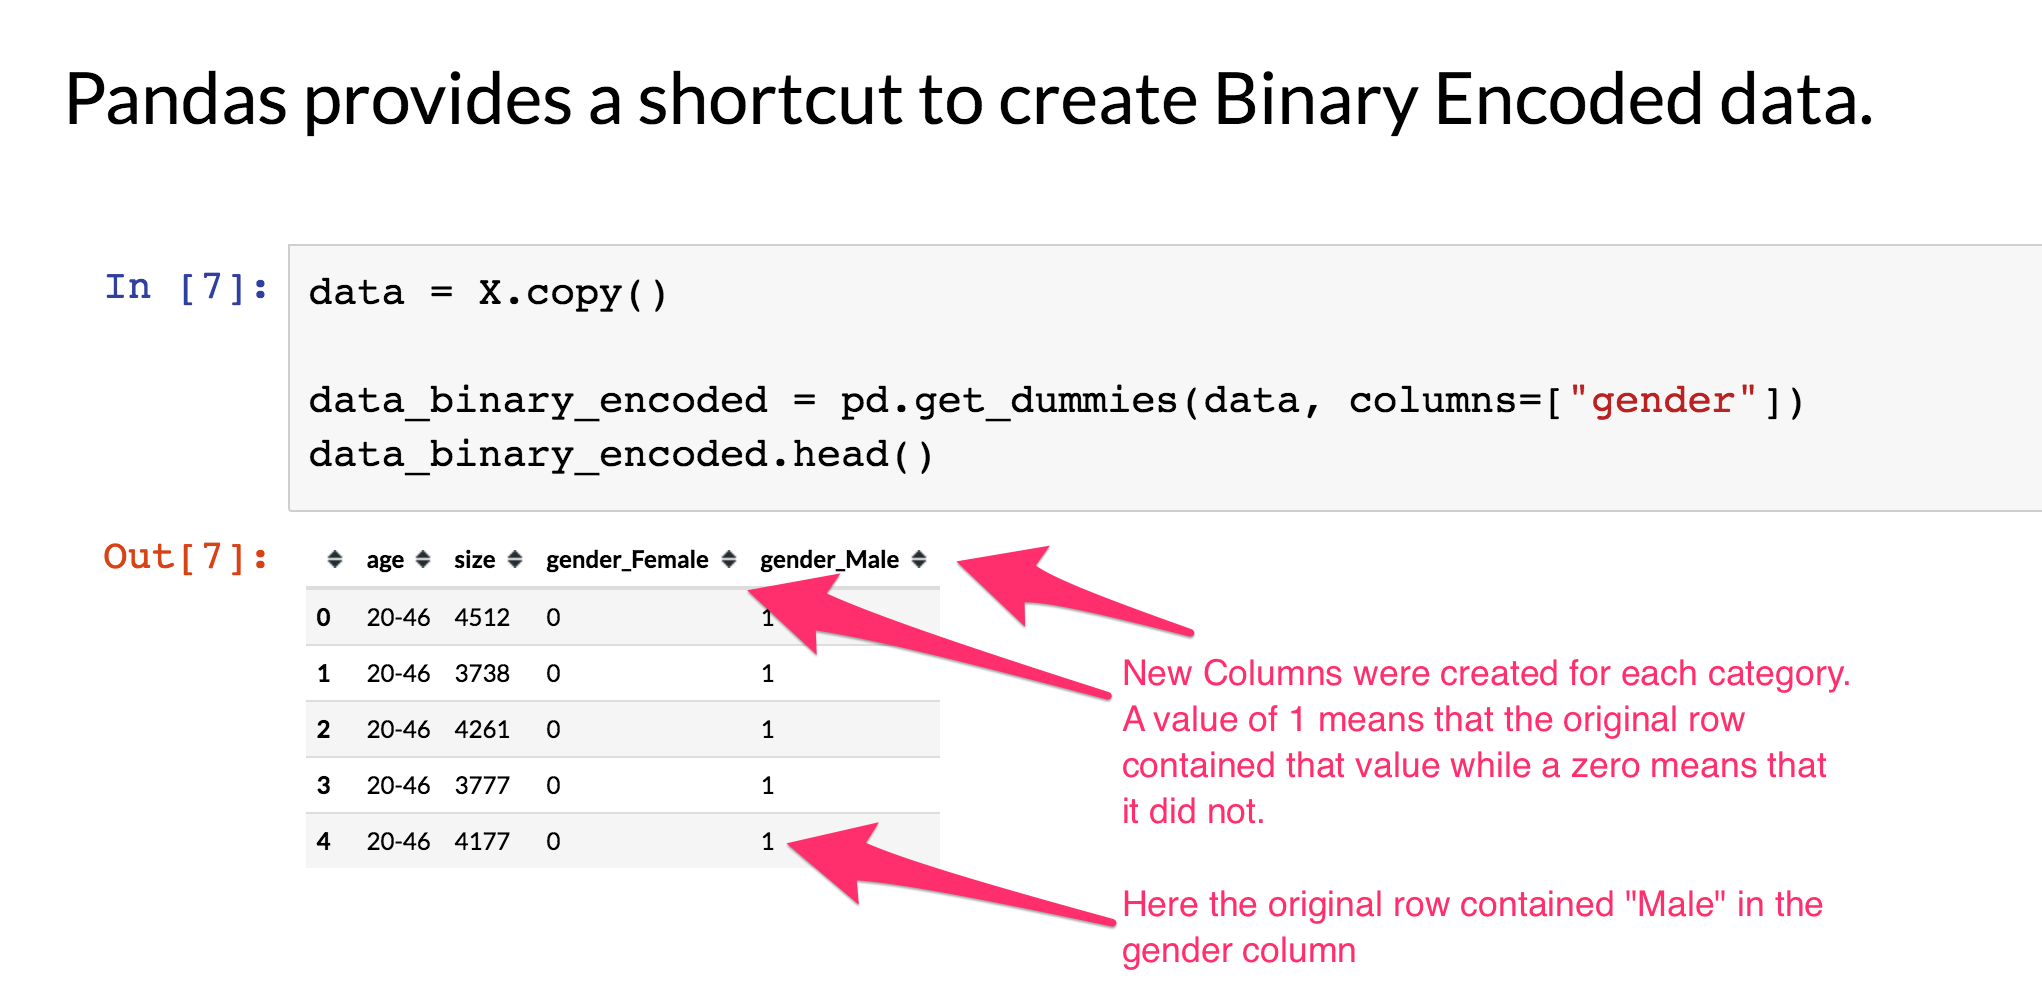 Pandas provides a shortcut to create Binary Encoded data.
In [7]:
data = X.copy()
data_binary_encoded = pd.get_dummies(data, columns=["gender"])
data_binary_encoded.head()
Out[7]:
age size gender_Female gender_Male
0 20-46 4512 0 1
1 20-46 3738 0 1
2 20-46 4261 0 1
3 20-46 3777 0 1
4 20-46 4177 0 1
New Columns were created for each category.
A value of 1 means that the original row
contained that value while a zero means that
it did not.
Here the original row contained "Male" in the
gender column